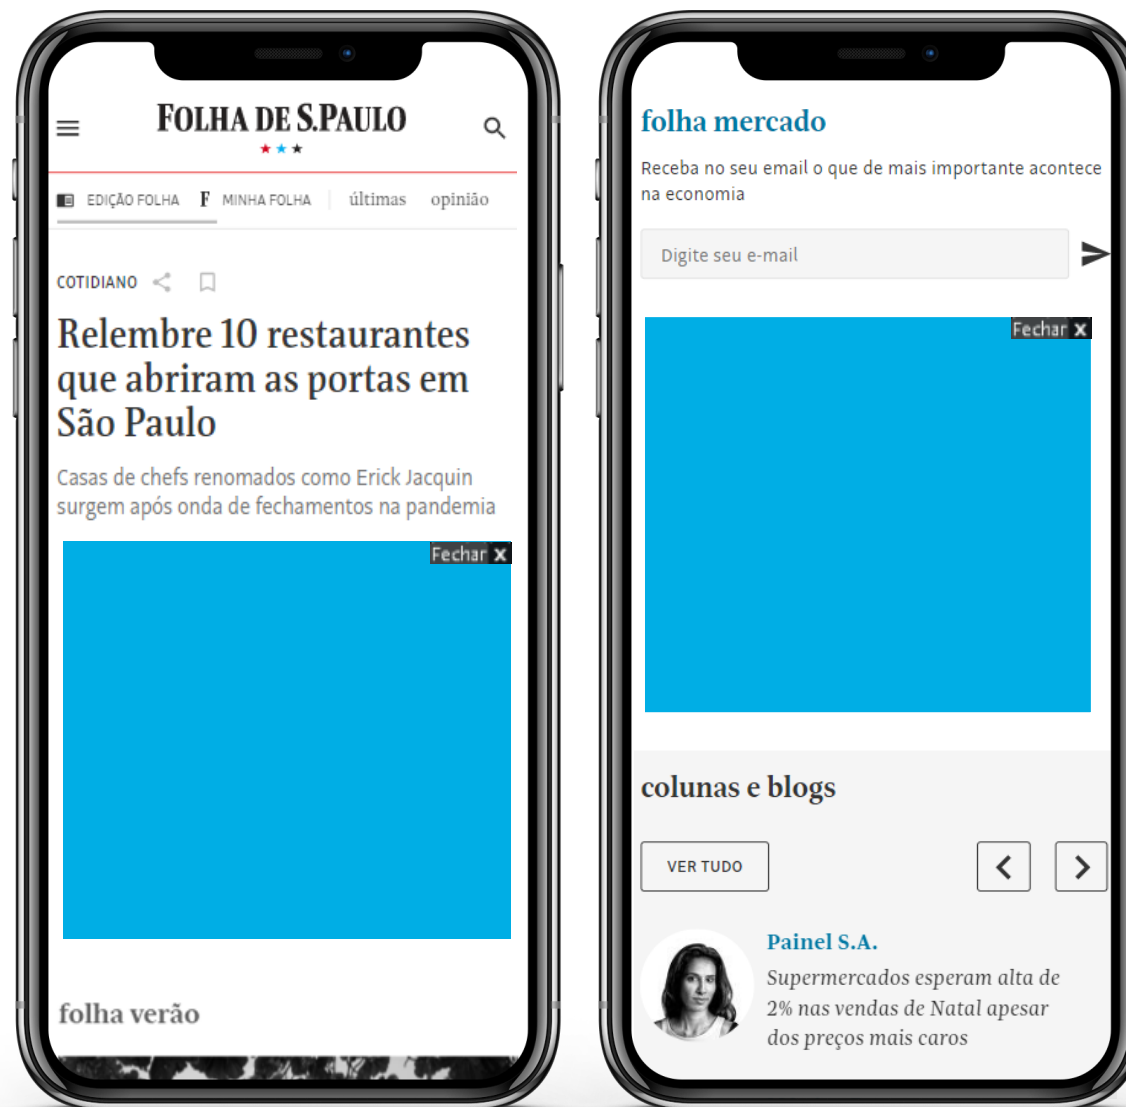 FOLHA DE S.PAULO
EDIÇÃO FOLHA F MINHA FOLHA últimas opinião
COTIDIANO
Relembre 10 restaurantes
que abriram as portas em
São Paulo
Casas de chefs renomados como Erick Jacquin
surgem após onda de fechamentos na pandemia
Fechar X
folha verão
folha mercado
Receba no seu email o que de mais importante acontece
na economia
Digite seu e-mail
Fechar X
colunas e blogs
VER TUDO
Painel S.A.
Supermercados esperam alta de
2% nas vendas de Natal apesar
dos preços mais caros